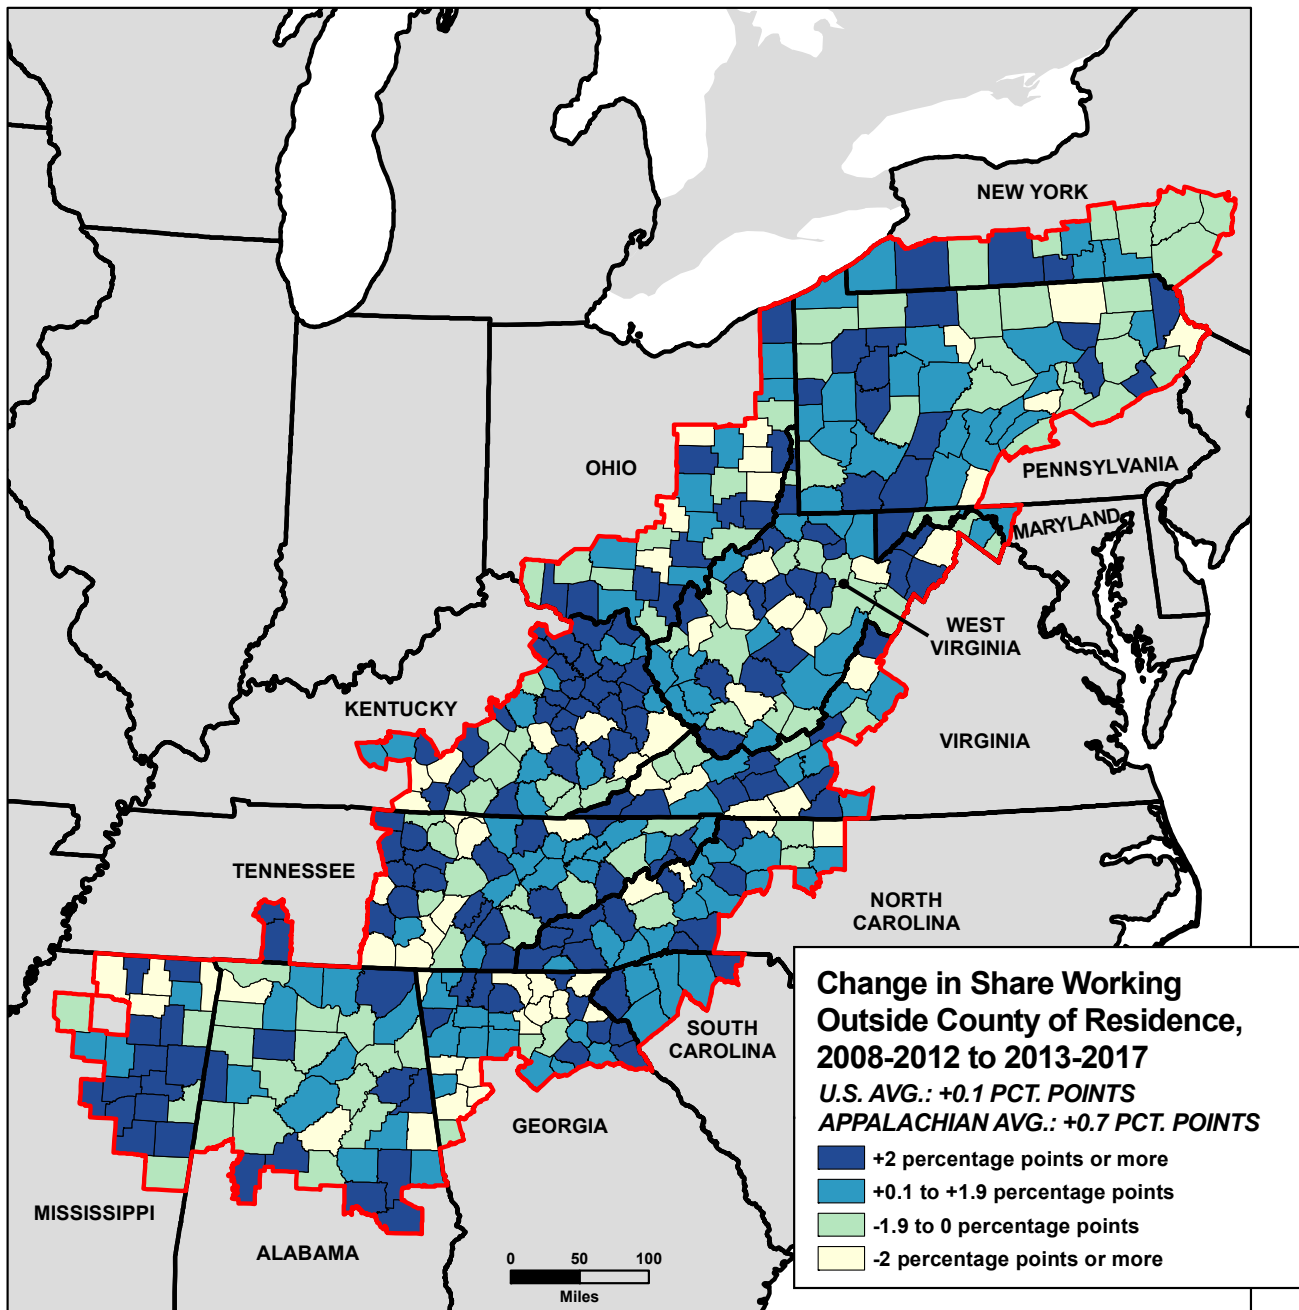 NEW YORK
OHIO
PENNSYLVANIA
MARYLAND
WEST
VIRGINIA
KENTUCKY
VIRGINIA
TENNESSEE
NORTH
CAROLINA
SOUTH
CAROLINA
GEORGIA
MISSISSIPPI
ALABAMA
Change in Share Working
Outside County of Residence,
2008-2012 to 2013-2017
U.S. AVG.: +0.1 PCT. POINTS
APPALACHIAN AVG.: +0.7 PCT. POINTS
+2 percentage points or more
+0.1 to +1.9 percentage points
-1.9 to 0 percentage points
-2 percentage points or more
0 50 100
Miles